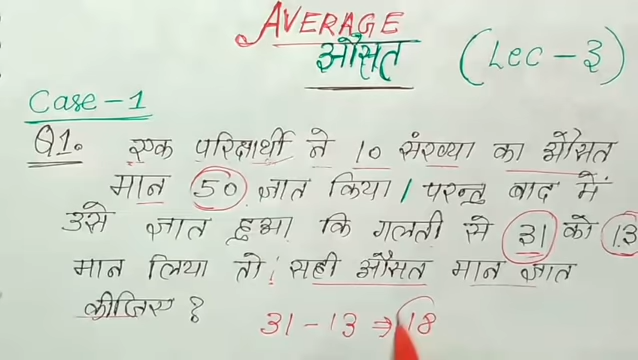 AVERAGE
औसत
(Lec-3)
Case-1
Q1. एक परिक्षार्थी ने 10 संख्या का औसत
मान 50 ज्ञात किया। परन्तु बाद में
उसे ज्ञात हुआ कि गलती से 31 को 13
मान लिया तो, सही औसत मान ज्ञात
कीजिए?
31-13 ⇒ 18